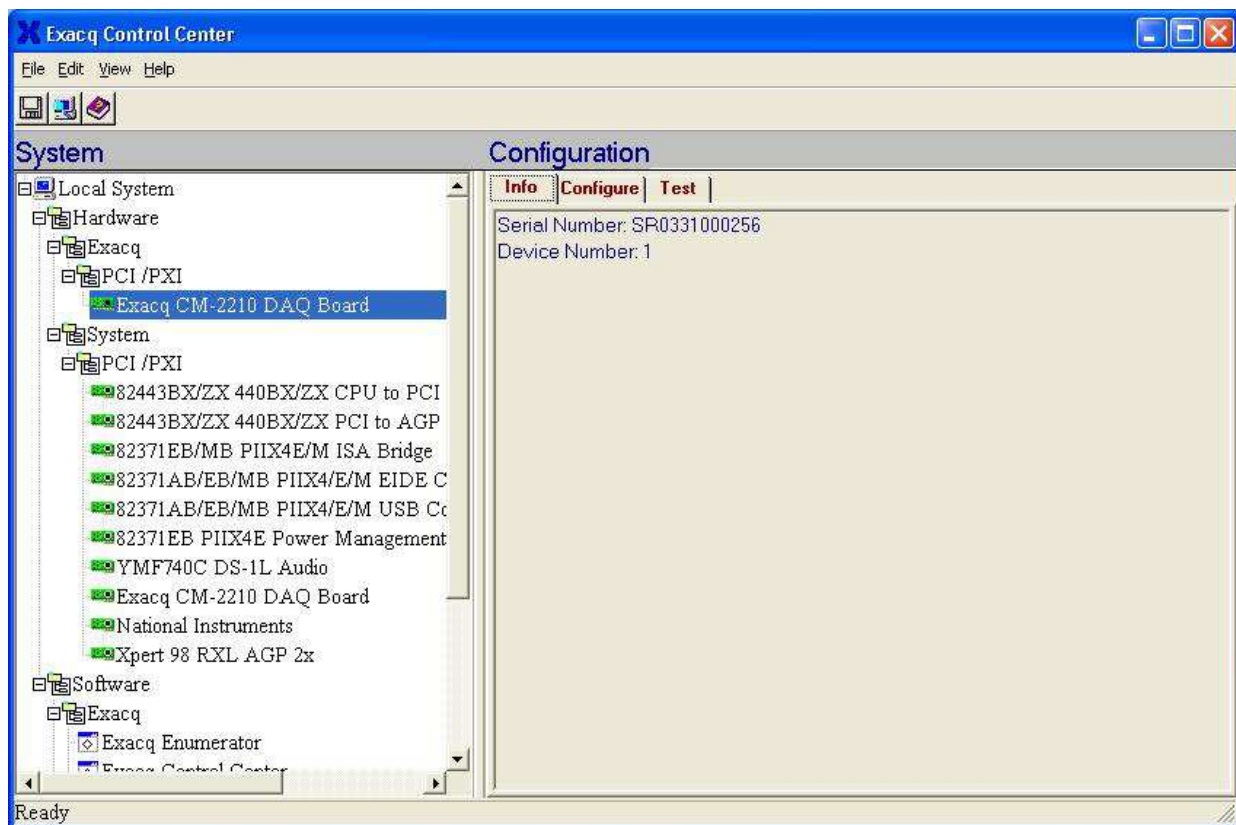 Exacq Control Center
File Edit View Help
System
Configuration
Local System
Hardware
Exacq
PCI /PXI
Exacq CM-2210 DAQ Board
System
PCI /PXI
82443BX/ZX 440BX/ZX CPU to PCI
82443BX/ZX 440BX/ZX PCI to AGP
82371EB/MB PIIX4E/M ISA Bridge
82371AB/EB/MB PIIX4/E/M EIDE C
82371AB/EB/MB PIIX4/E/M USB Co
82371EB PIIX4E Power Management
YMF740C DS-1L Audio
Exacq CM-2210 DAQ Board
National Instruments
Xpert 98 RXL AGP 2x
Software
Exacq
Exacq Enumerator
Exacq Control Center
Info Configure Test
Serial Number: SR0331000256
Device Number: 1
Ready